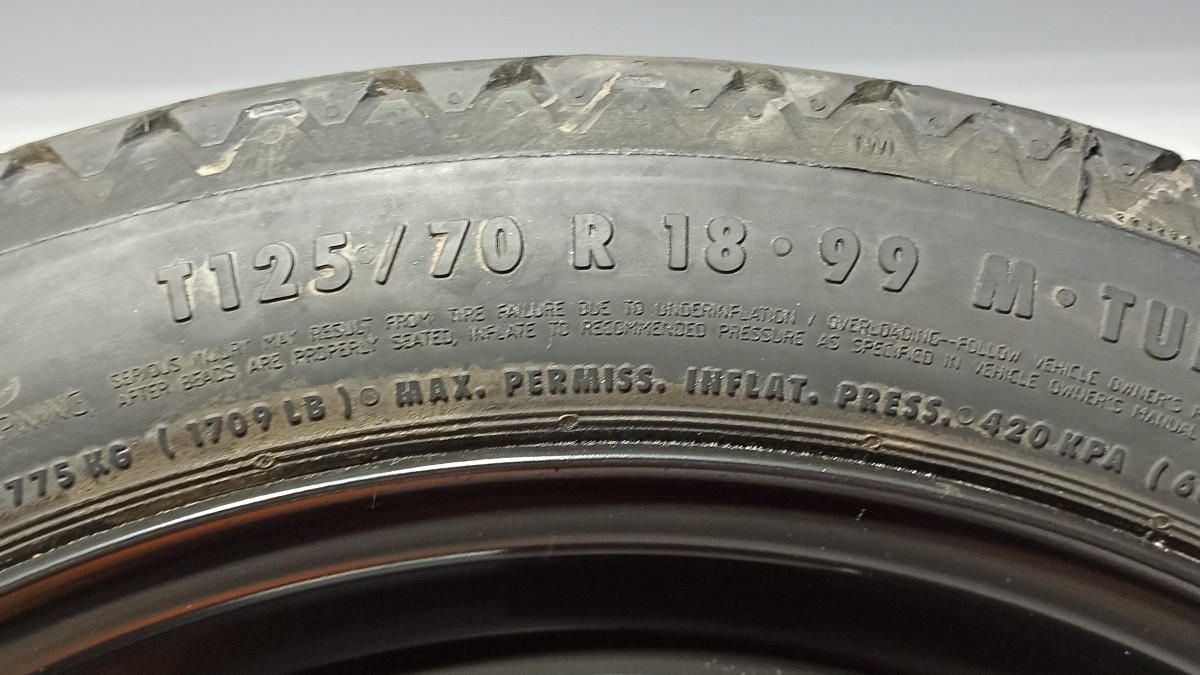 TWI
T125/70 R 18 · 99 M · TU
SERIOUS INJURY MAY RESULT FROM TIRE FAILURE DUE TO UNDERINFLATION / OVERLOADING--FOLLOW VEHICLE OWNER'S
AFTER BEADS ARE PROPERLY SEATED, INFLATE TO RECOMMENDED PRESSURE AS SPECIFIED IN VEHICLE OWNER'S MANUAL
775 KG ( 1709 LB ) · MAX. PERMISS. INFLAT. PRESS. · 420 KPA ( 6